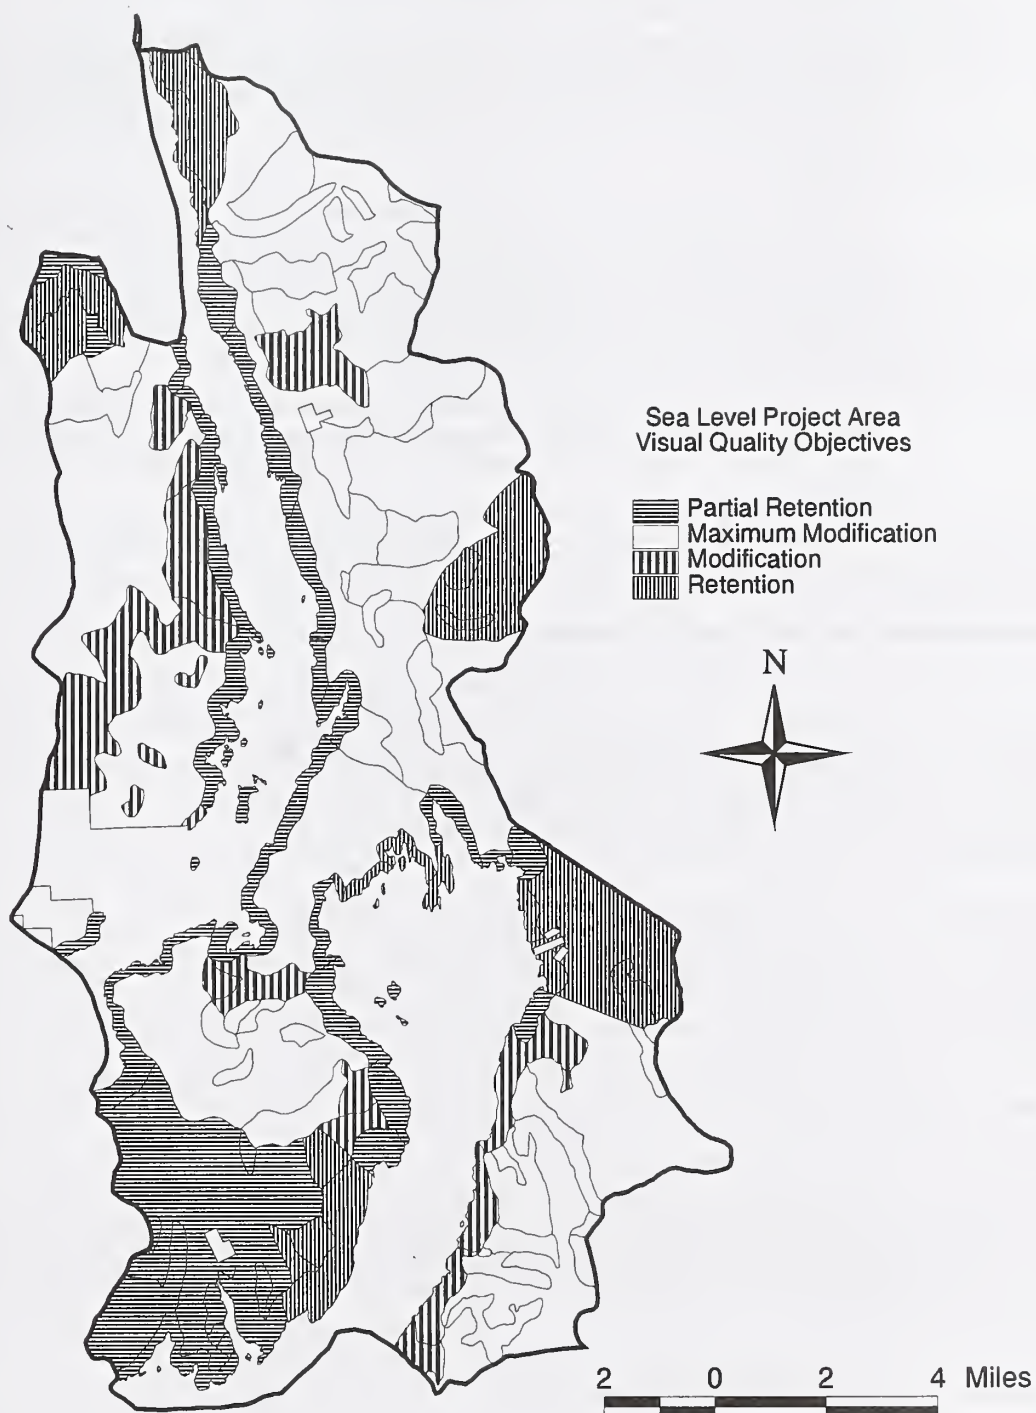 Sea Level Project Area
Visual Quality Objectives
Partial Retention
Maximum Modification
Modification
Retention
N
2 0 2 4 Miles